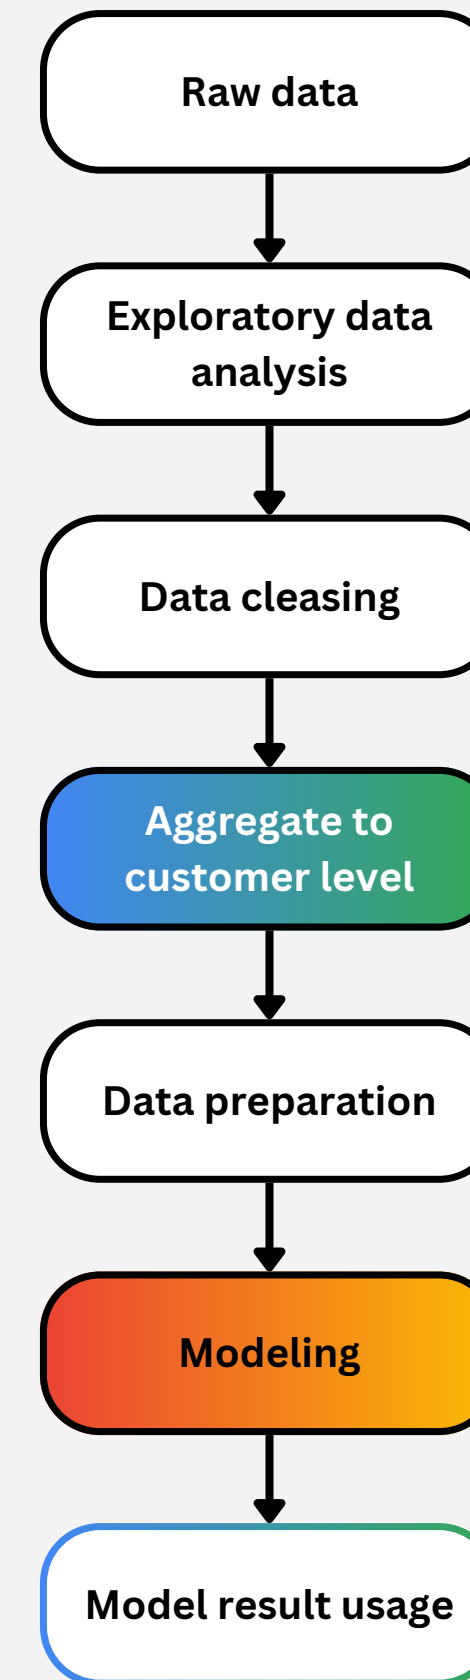 Raw data
Exploratory data
analysis
Data cleasing
Aggregate to
customer level
Data preparation
Modeling
Model result usage